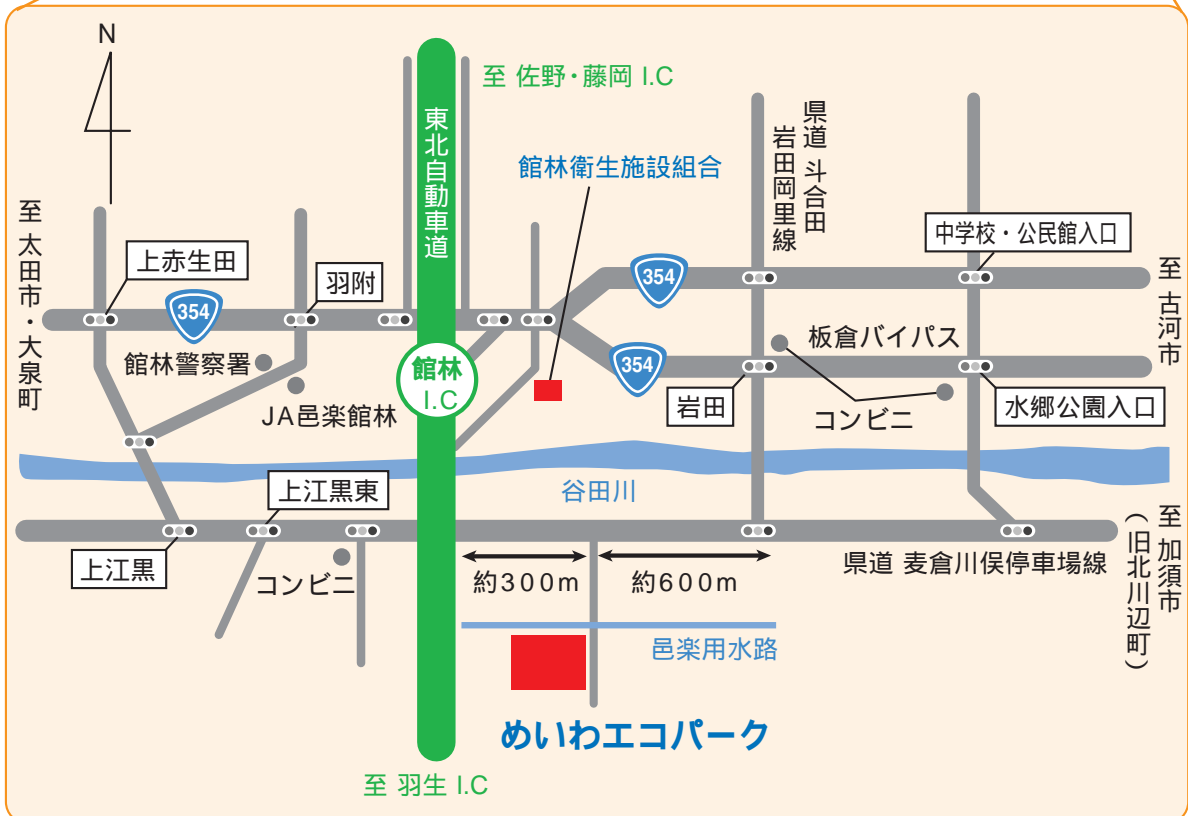 N
至 佐野・藤岡 I.C
東北自動車道
館林衛生施設組合
県道 斗合田
岩田岡里線
至 太田市・大泉町
上赤生田
354
羽附
354
中学校・公民館入口
至 古河市
館林警察署
JA邑楽館林
館林
I.C
354
岩田
板倉バイパス
コンビニ
水郷公園入口
谷田川
上江黒東
上江黒
コンビニ
約300m
約600m
県道 麦倉川俣停車場線
至 加須市
（旧北川辺町）
邑楽用水路
めいわエコパーク
至 羽生 I.C